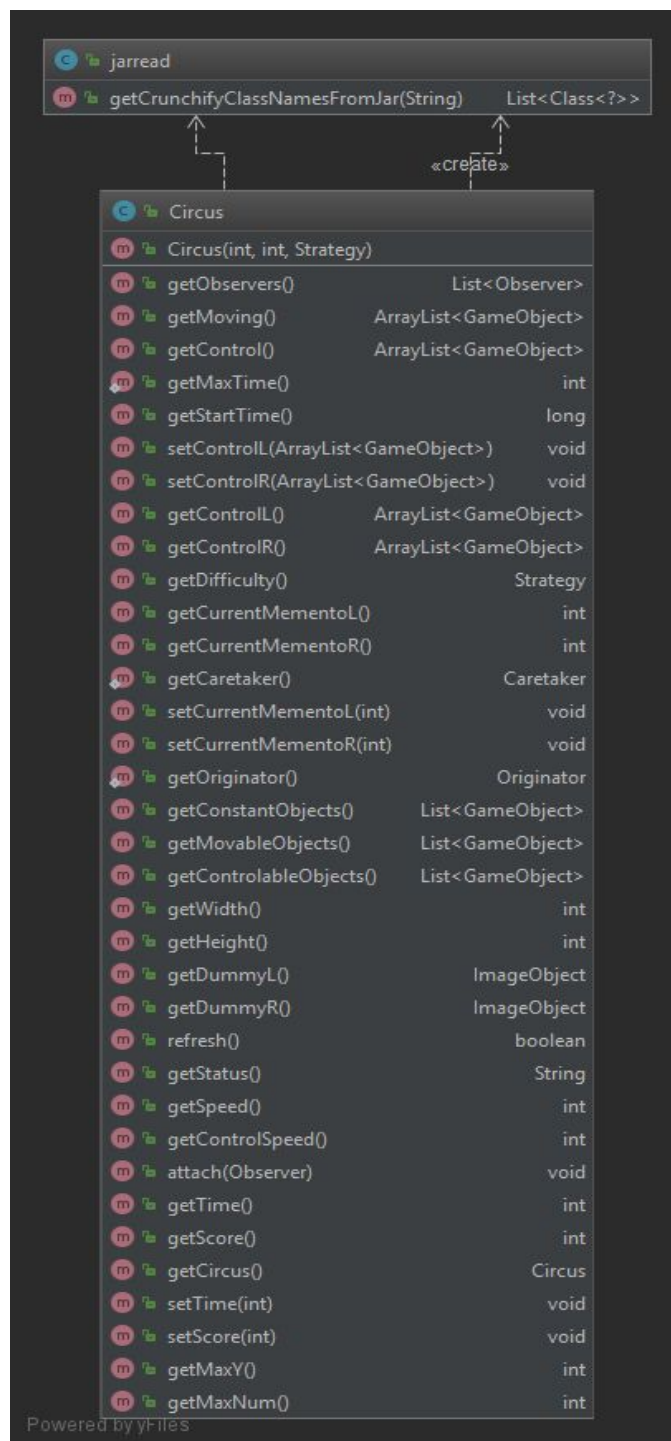 jarread
getCrunchifyClassNamesFromJar(String) List<Class<?>>
«create»
Circus
Circus(int, int, Strategy)
getObservers() List<Observer>
getMoving() ArrayList<GameObject>
getControl() ArrayList<GameObject>
getMaxTime() int
getStartTime() long
setControlL(ArrayList<GameObject>) void
setControlR(ArrayList<GameObject>) void
getControlL() ArrayList<GameObject>
getControlR() ArrayList<GameObject>
getDifficulty() Strategy
getCurrentMementoL() int
getCurrentMementoR() int
getCaretaker() Caretaker
setCurrentMementoL(int) void
setCurrentMementoR(int) void
getOriginator() Originator
getConstantObjects() List<GameObject>
getMovableObjects() List<GameObject>
getControlableObjects() List<GameObject>
getWidth() int
getHeight() int
getDummyL() ImageObject
getDummyR() ImageObject
refresh() boolean
getStatus() String
getSpeed() int
getControlSpeed() int
attach(Observer) void
getTime() int
getScore() int
getCircus() Circus
setTime(int) void
setScore(int) void
getMaxY() int
getMaxNum() int
Powered by yFiles